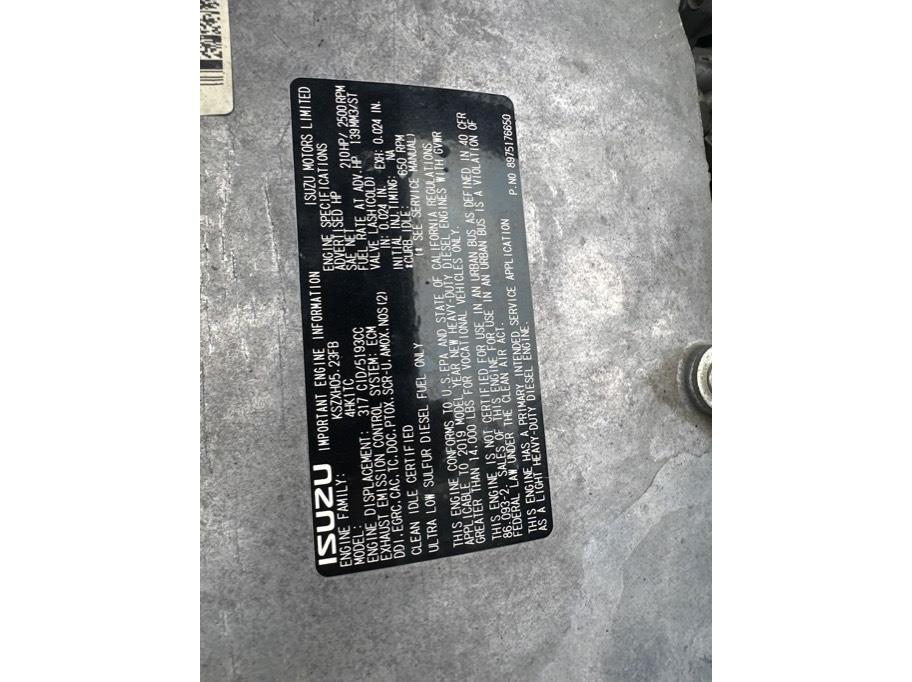 ISUZU IMPORTANT ENGINE INFORMATION ISUZU MOTORS LIMITED
ENGINE FAMILY: KSZXH05.23FB
MODEL: 4HK1TC
ENGINE DISPLACEMENT: 317 CID/5193CC
EXHAUST EMISSION CONTROL SYSTEM: ECM
DDI.EGRC.CAC.TC.DOC.PTOX.SCR-U.AMOX.NOS(2)
CLEAN IDLE CERTIFIED
ULTRA LOW SULFUR DIESEL FUEL ONLY
ENGINE SPECIFICATIONS
ADVERTISED HP 210HP/2500RPM
SAE NET
FUEL RATE AT ADV.HP 139MM3/ST
VALVE LASH(COLD)
IN: 0.024 IN. EXH: 0.024 IN.
INITIAL INJ.TIMING: NA
*CURB IDLE: 650 RPM
(* SEE SERVICE MANUAL)
THIS ENGINE CONFORMS TO U.S.EPA AND STATE OF CALIFORNIA REGULATIONS
APPLICABLE TO 2019 MODEL YEAR NEW HEAVY-DUTY DIESEL ENGINES WITH GVWR
GREATER THAN 14,000 LBS FOR VOCATIONAL VEHICLES ONLY.
THIS ENGINE IS NOT CERTIFIED FOR USE IN AN URBAN BUS AS DEFINED IN 40 CFR
86.093-2. SALES OF THIS ENGINE FOR USE IN AN URBAN BUS IS A VIOLATION OF
FEDERAL LAW UNDER THE CLEAN AIR ACT.
THIS ENGINE HAS A PRIMARY INTENDED SERVICE APPLICATION
AS A LIGHT HEAVY-DUTY DIESEL ENGINE.
P.NO 8975176650